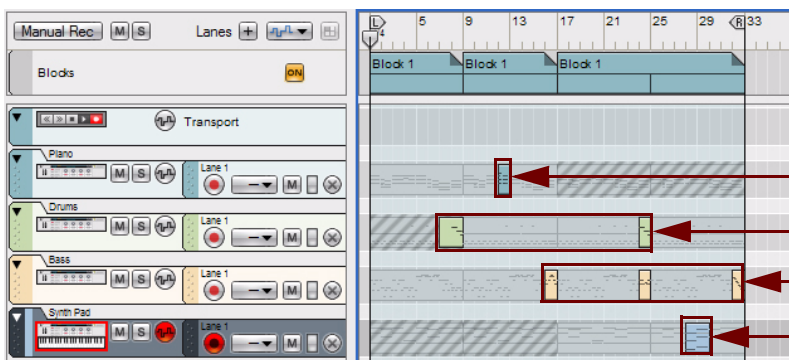 Manual Rec M S Lanes +
L 5 9 13 17 21 25 29 R 33
4
Blocks ON
Block 1 Block 1 Block 1
Transport
Piano
M S Lane 1
M
Drums
M S Lane 1
M
Bass
M S Lane 1
M
Synth Pad
M S Lane 1
M